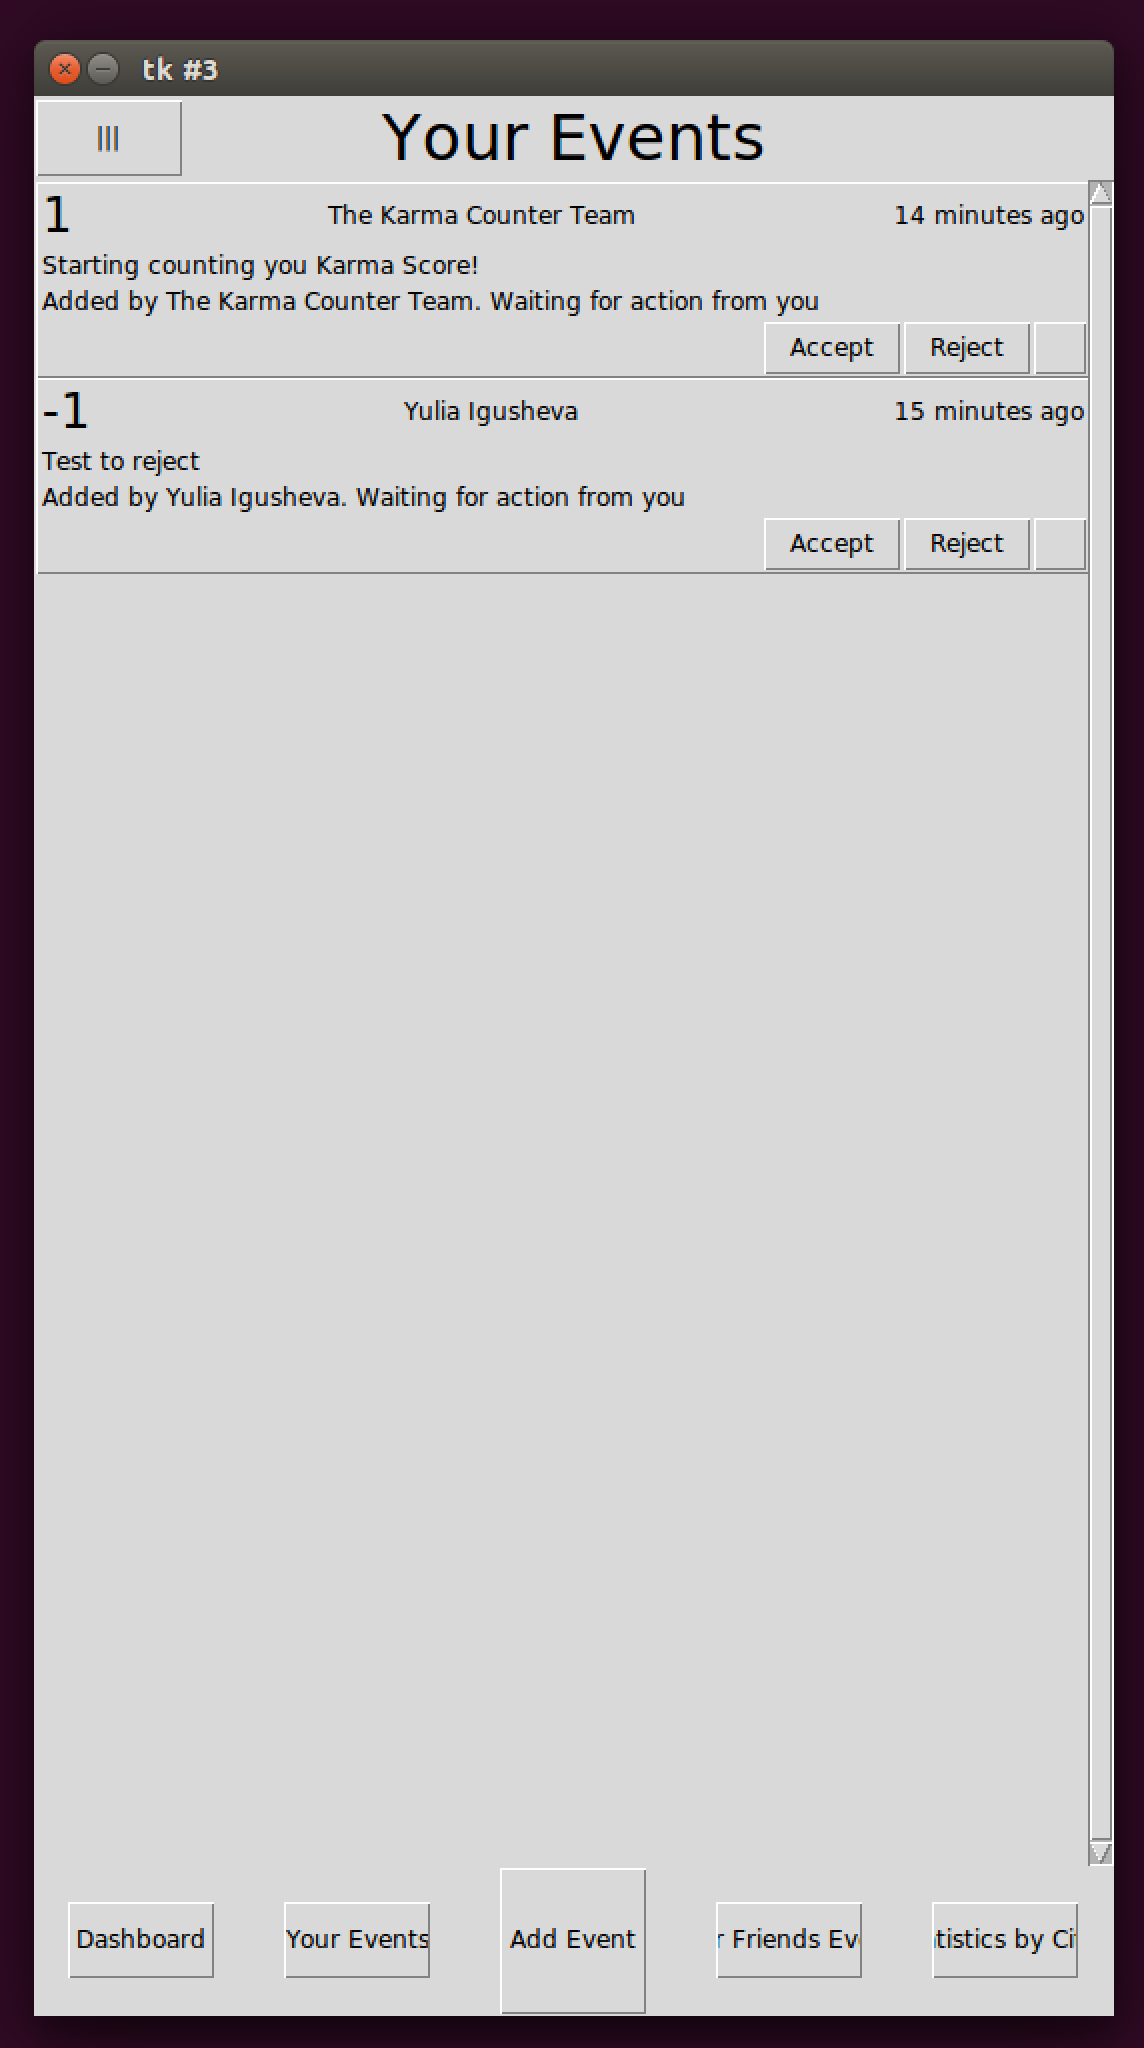 tk #3
|||
Your Events
1 The Karma Counter Team 14 minutes ago
Starting counting you Karma Score!
Added by The Karma Counter Team. Waiting for action from you
Accept Reject
-1 Yulia Igusheva 15 minutes ago
Test to reject
Added by Yulia Igusheva. Waiting for action from you
Accept Reject
Dashboard Your Events Add Event r Friends Eve tistics by Cit